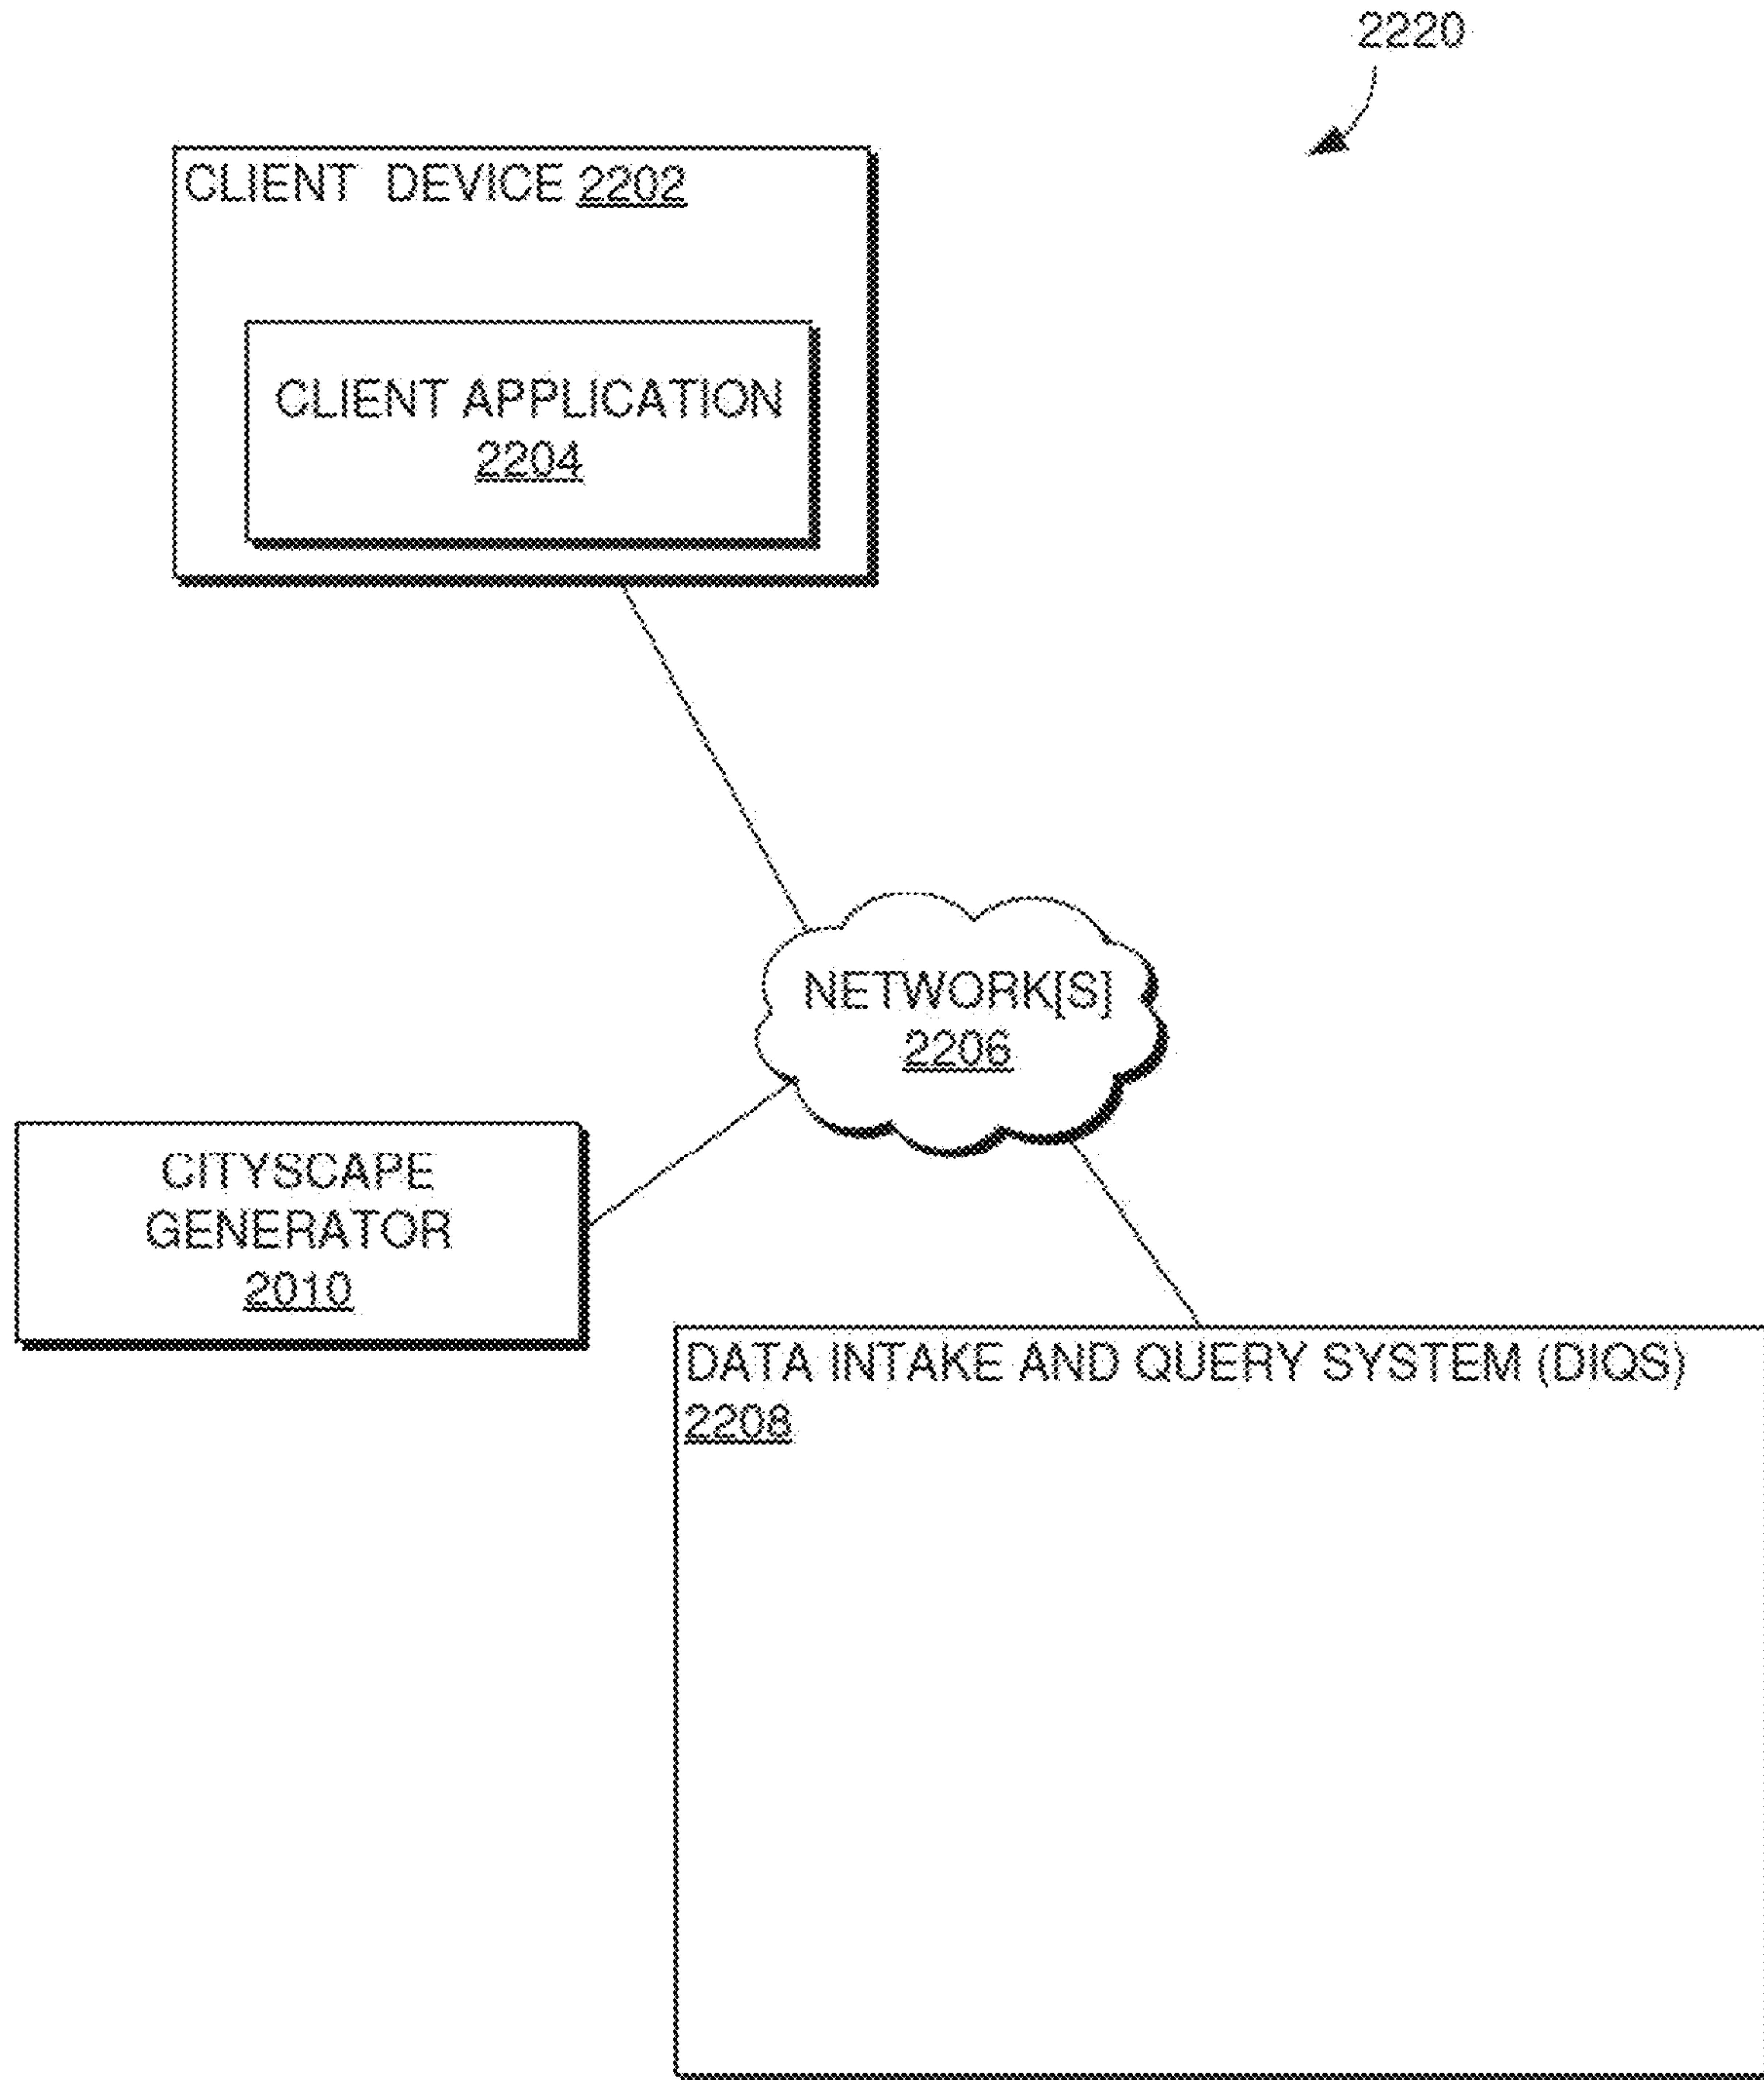 2220
CLIENT DEVICE 2202
CLIENT APPLICATION
2204
NETWORK[S]
2206
CITYSCAPE
GENERATOR
2010
DATA INTAKE AND QUERY SYSTEM (DIQS)
2208